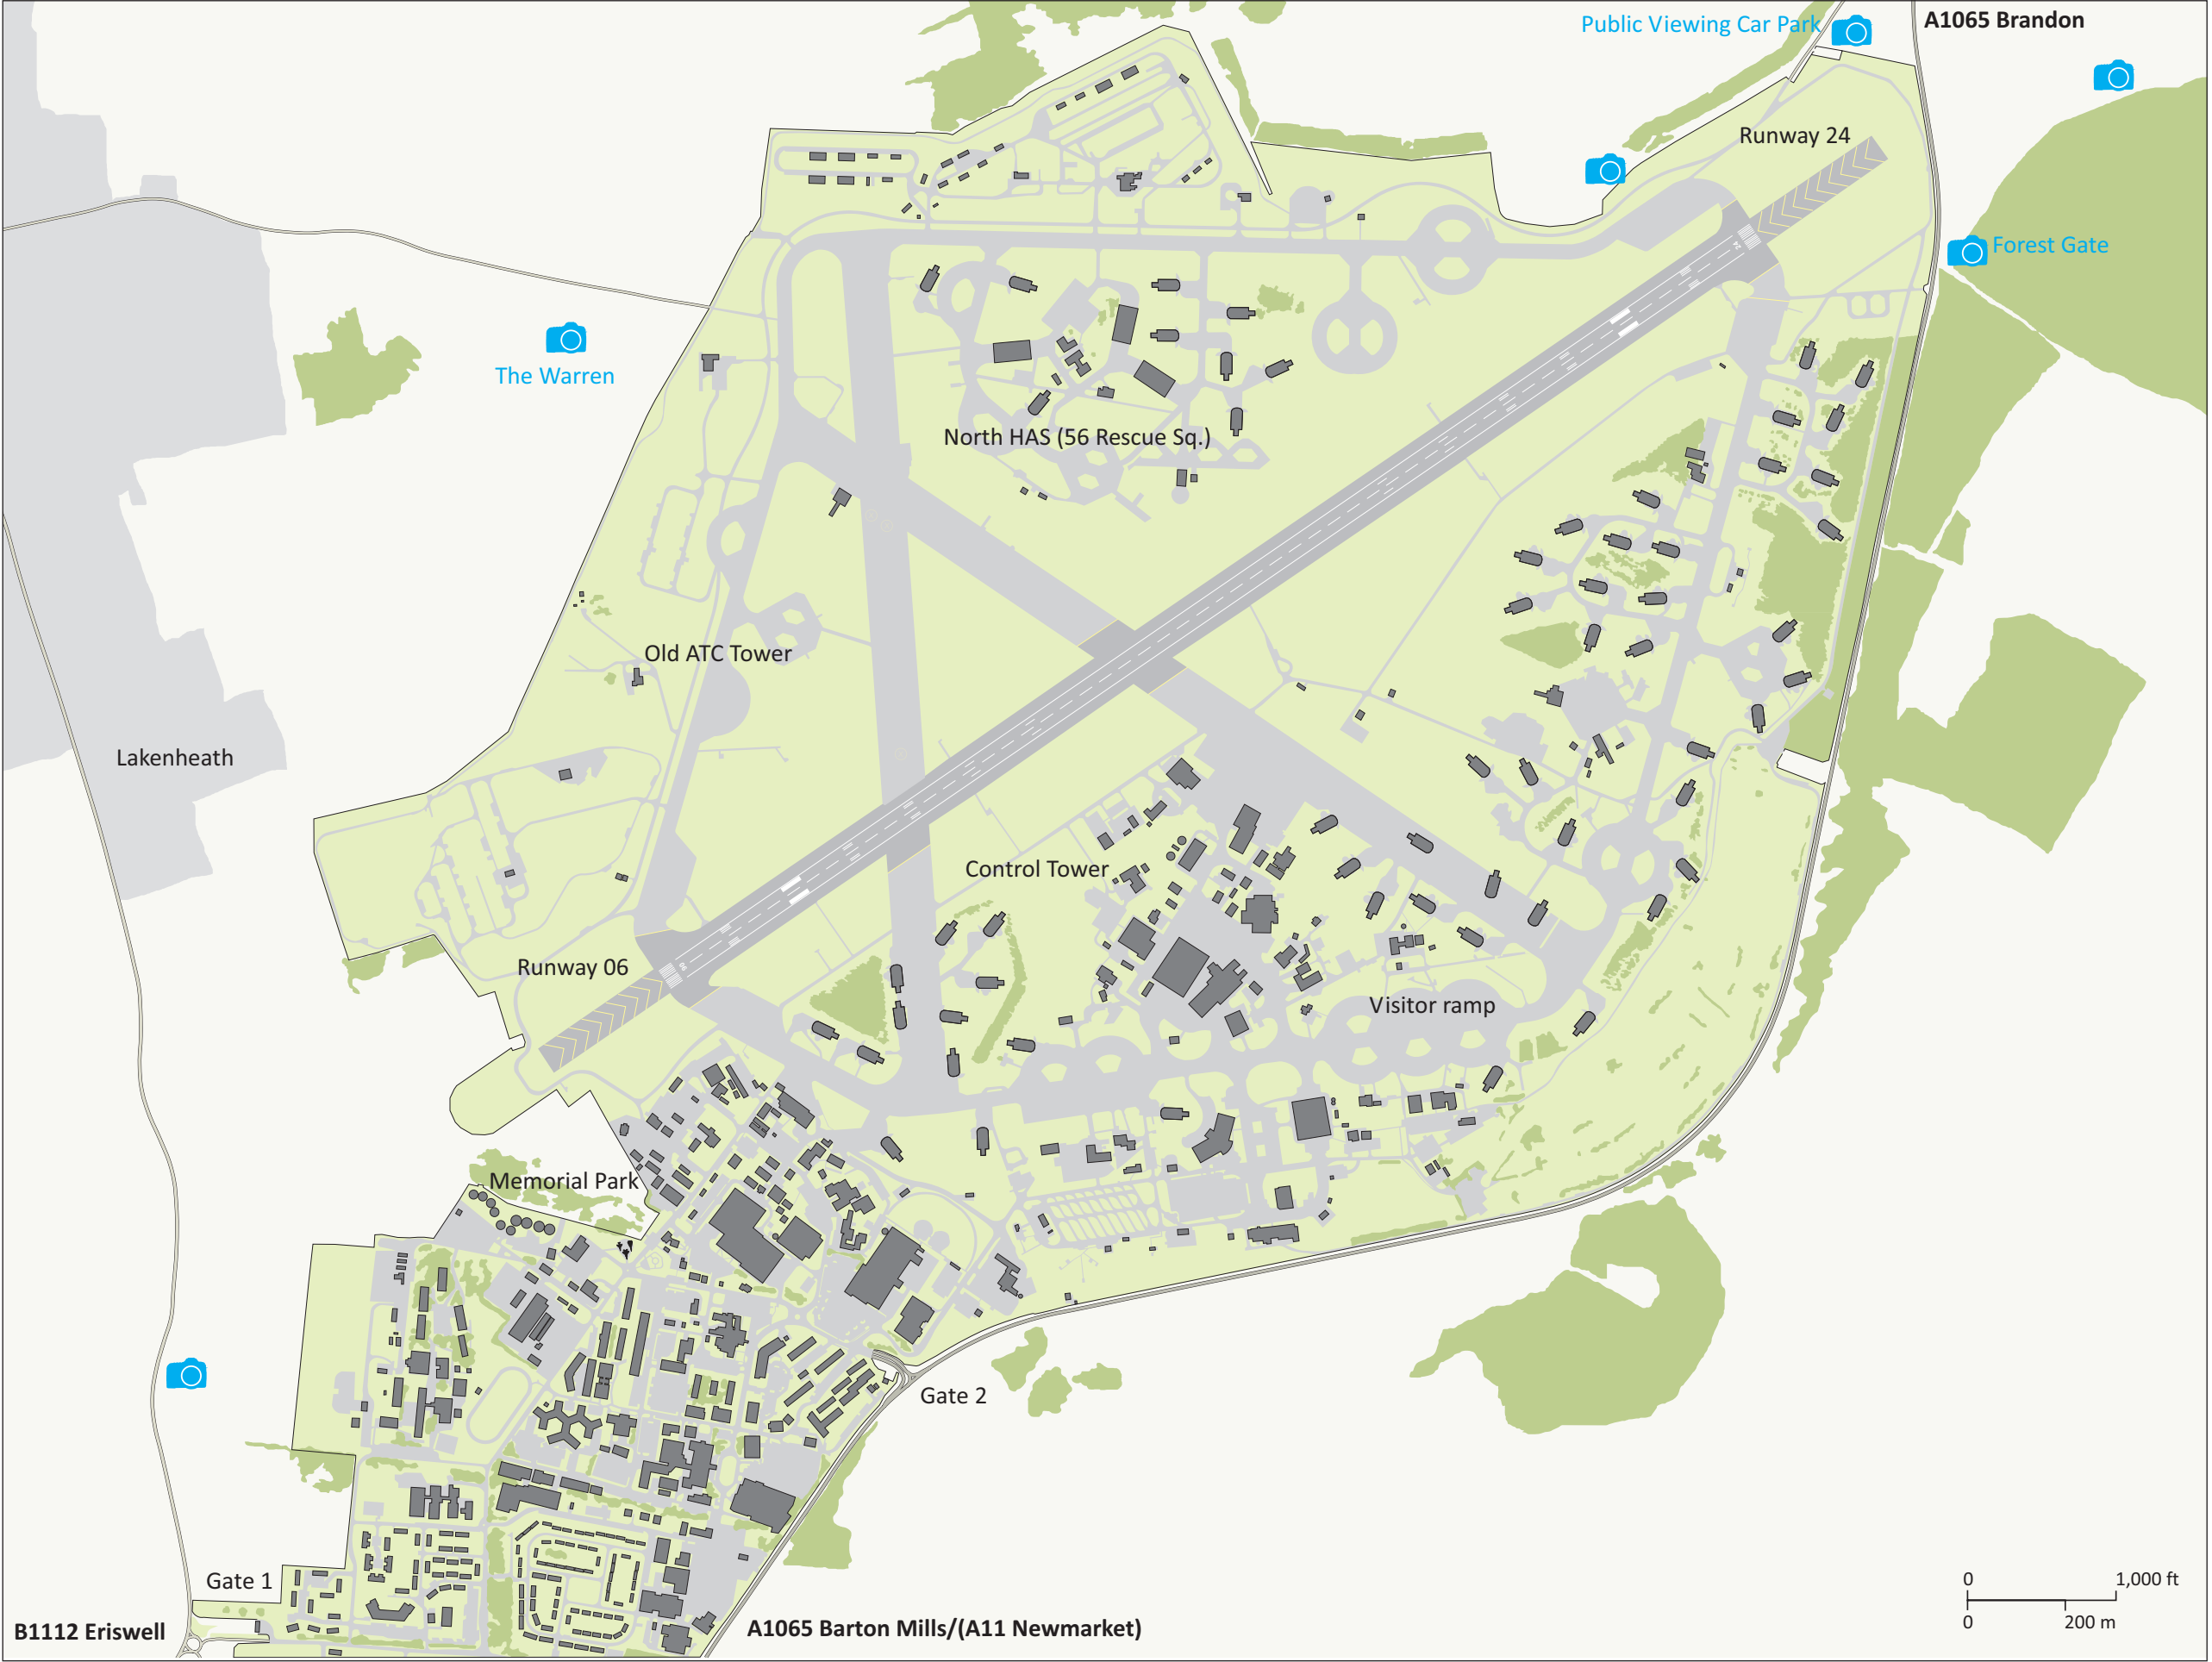 Public Viewing Car Park
A1065 Brandon
Runway 24
Forest Gate
The Warren
North HAS (56 Rescue Sq.)
Old ATC Tower
Lakenheath
Control Tower
Runway 06
Visitor ramp
Memorial Park
Gate 2
Gate 1
0 1,000 ft
0 200 m
B1112 Eriswell
A1065 Barton Mills/(A11 Newmarket)